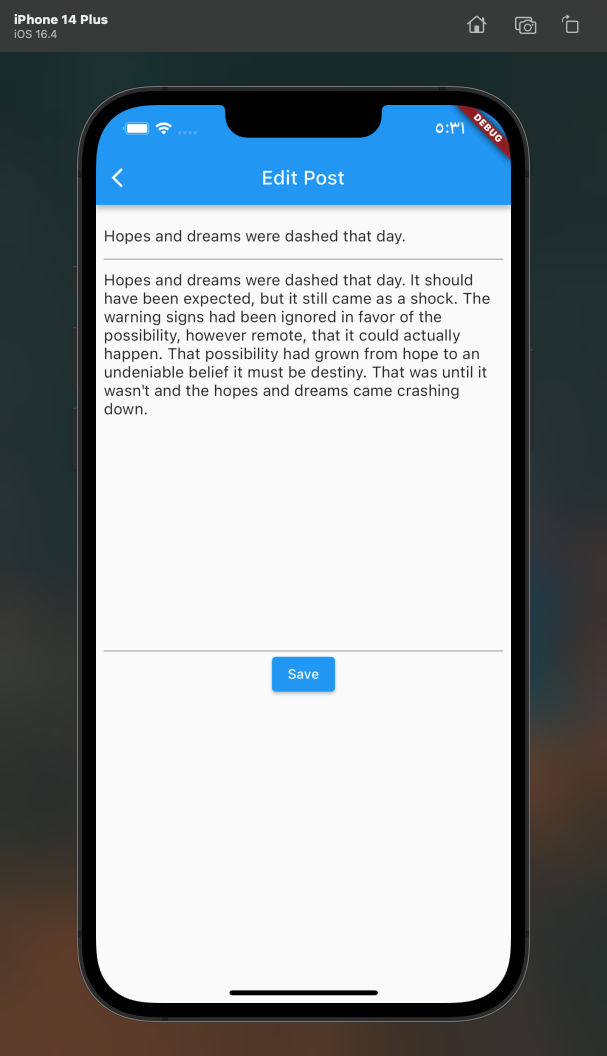 iPhone 14 Plus
iOS 16.4
٥:٣١
DEBUG
Edit Post
Hopes and dreams were dashed that day.
Hopes and dreams were dashed that day. It should
have been expected, but it still came as a shock. The
warning signs had been ignored in favor of the
possibility, however remote, that it could actually
happen. That possibility had grown from hope to an
undeniable belief it must be destiny. That was until it
wasn't and the hopes and dreams came crashing
down.
Save